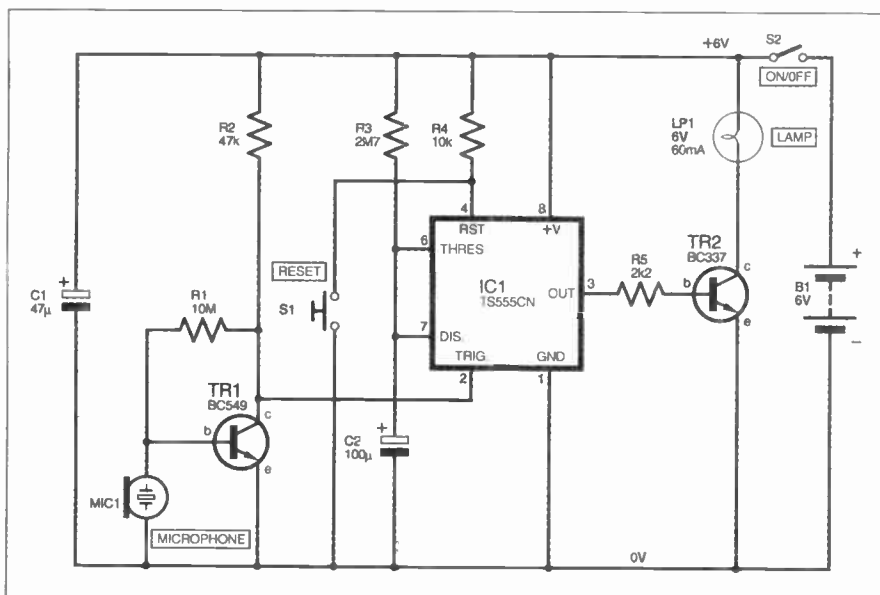 +6V
S2
ON/OFF
R2
47k
R3
2M7
R4
10k
LP1
6V
60mA
LAMP
4
RST
8
+V
6
THRES
RESET
IC1
TS555CN
OUT
3
R5
2k2
TR2
BC337
c
b
e
+
B1
6V
–
+
C1
47µ
R1
10M
S1
7
DIS.
TRIG
2
GND
1
TR1
BC549
c
b
e
+
C2
100µ
MIC1
MICROPHONE
0V